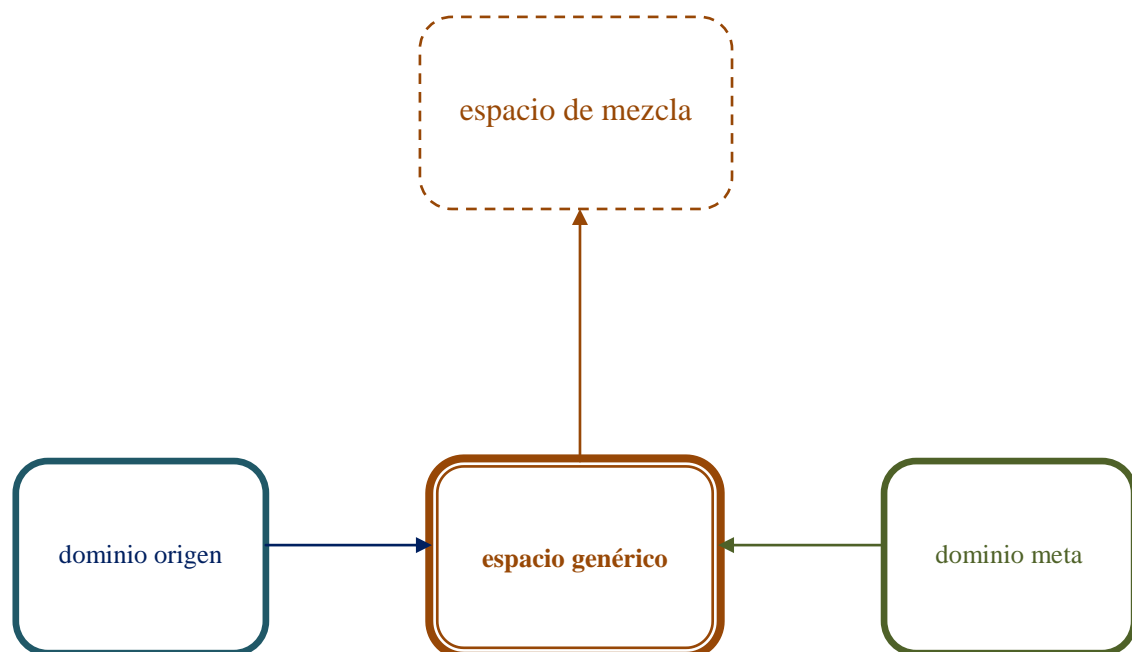 espacio de mezcla
dominio origen
espacio genérico
dominio meta